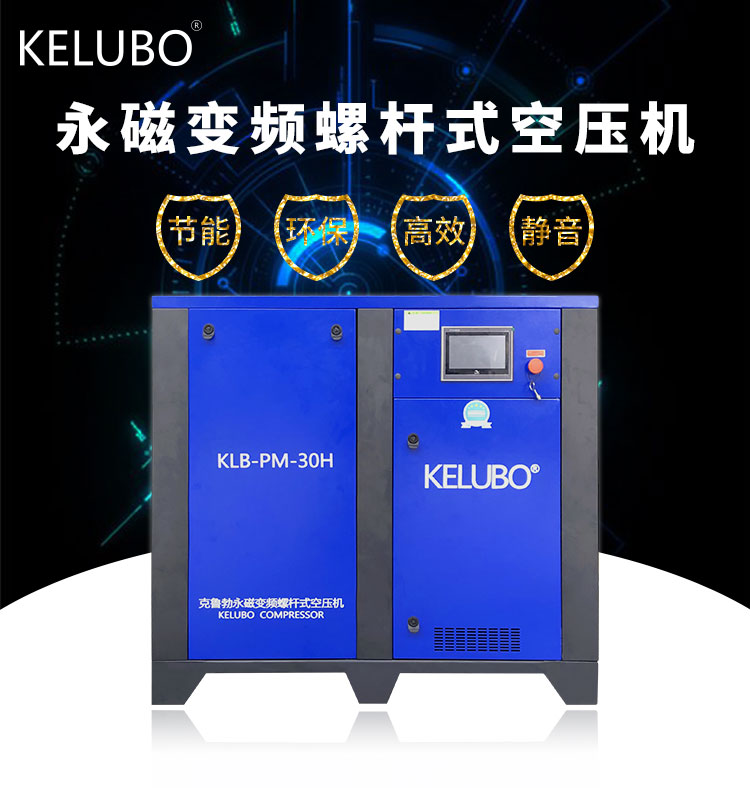 KELUBO®
永磁变频螺杆式空压机
节能 环保 高效 静音
KLB-PM-30H
KELUBO®
克鲁勃永磁变频螺杆式空压机
KELUBO COMPRESSOR